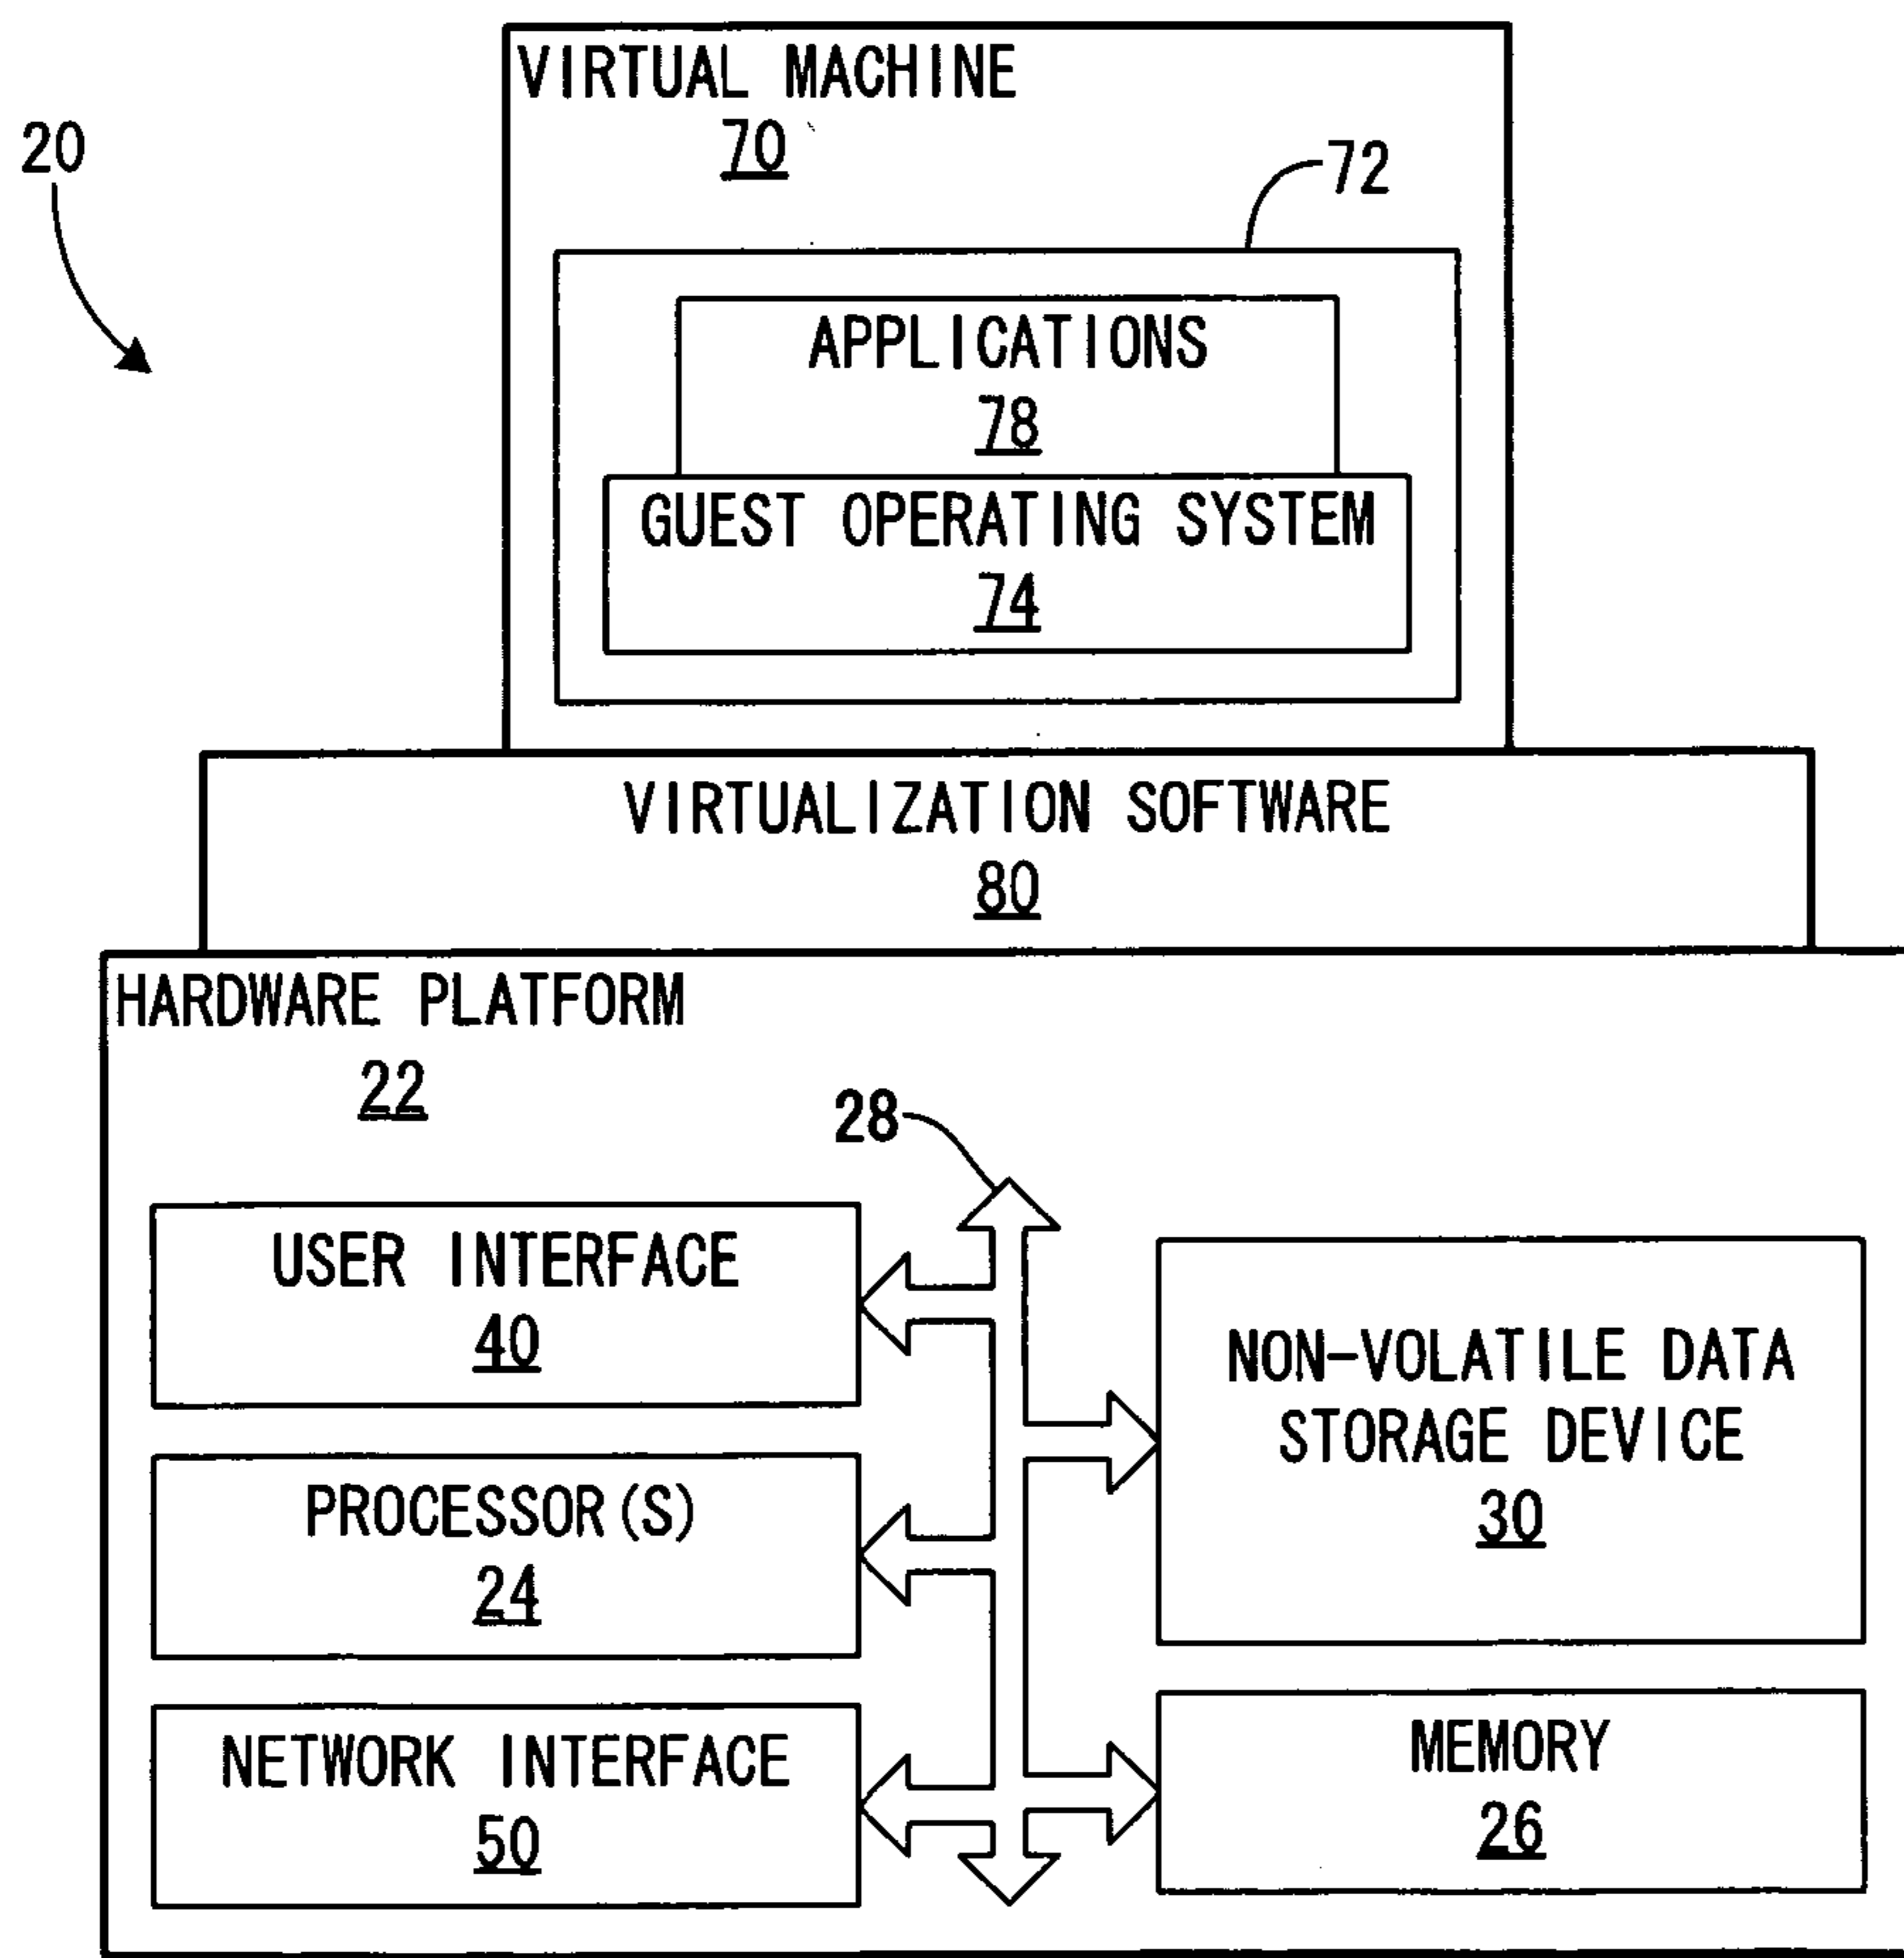 VIRTUAL MACHINE
70
20
72
APPLICATIONS
78
GUEST OPERATING SYSTEM
74
VIRTUALIZATION SOFTWARE
80
HARDWARE PLATFORM
22
28
USER INTERFACE
40
NON-VOLATILE DATA
STORAGE DEVICE
30
PROCESSOR(S)
24
NETWORK INTERFACE
50
MEMORY
26